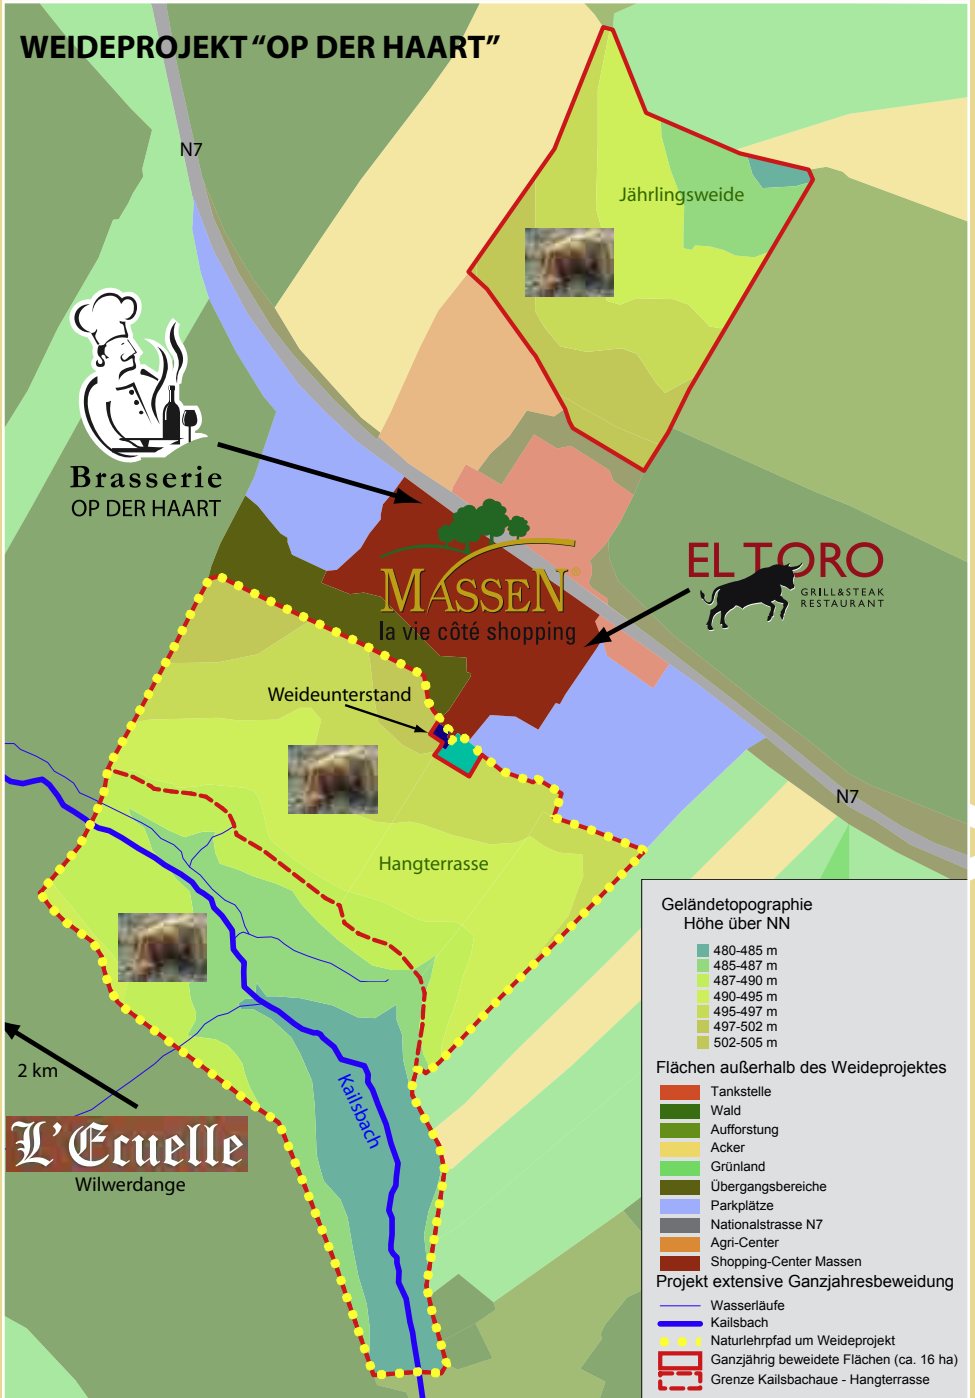 WEIDEPROJEKT “OP DER HAART”
N7
Jährlingsweide
Brasserie
OP DER HAART
MASSEN®
la vie côté shopping
EL TORO
GRILL&STEAK
RESTAURANT
Weideunterstand
N7
Hangterrasse
2 km
Kailsbach
L'Ecuelle
Wilwerdange
Geländetopographie
Höhe über NN
480-485 m
485-487 m
487-490 m
490-495 m
495-497 m
497-502 m
502-505 m
Flächen außerhalb des Weideprojektes
Tankstelle
Wald
Aufforstung
Acker
Grünland
Übergangsbereiche
Parkplätze
Nationalstrasse N7
Agri-Center
Shopping-Center Massen
Projekt extensive Ganzjahresbeweidung
Wasserläufe
Kailsbach
Naturlehrpfad um Weideprojekt
Ganzjährig beweidete Flächen (ca. 16 ha)
Grenze Kailsbachaue - Hangterrasse